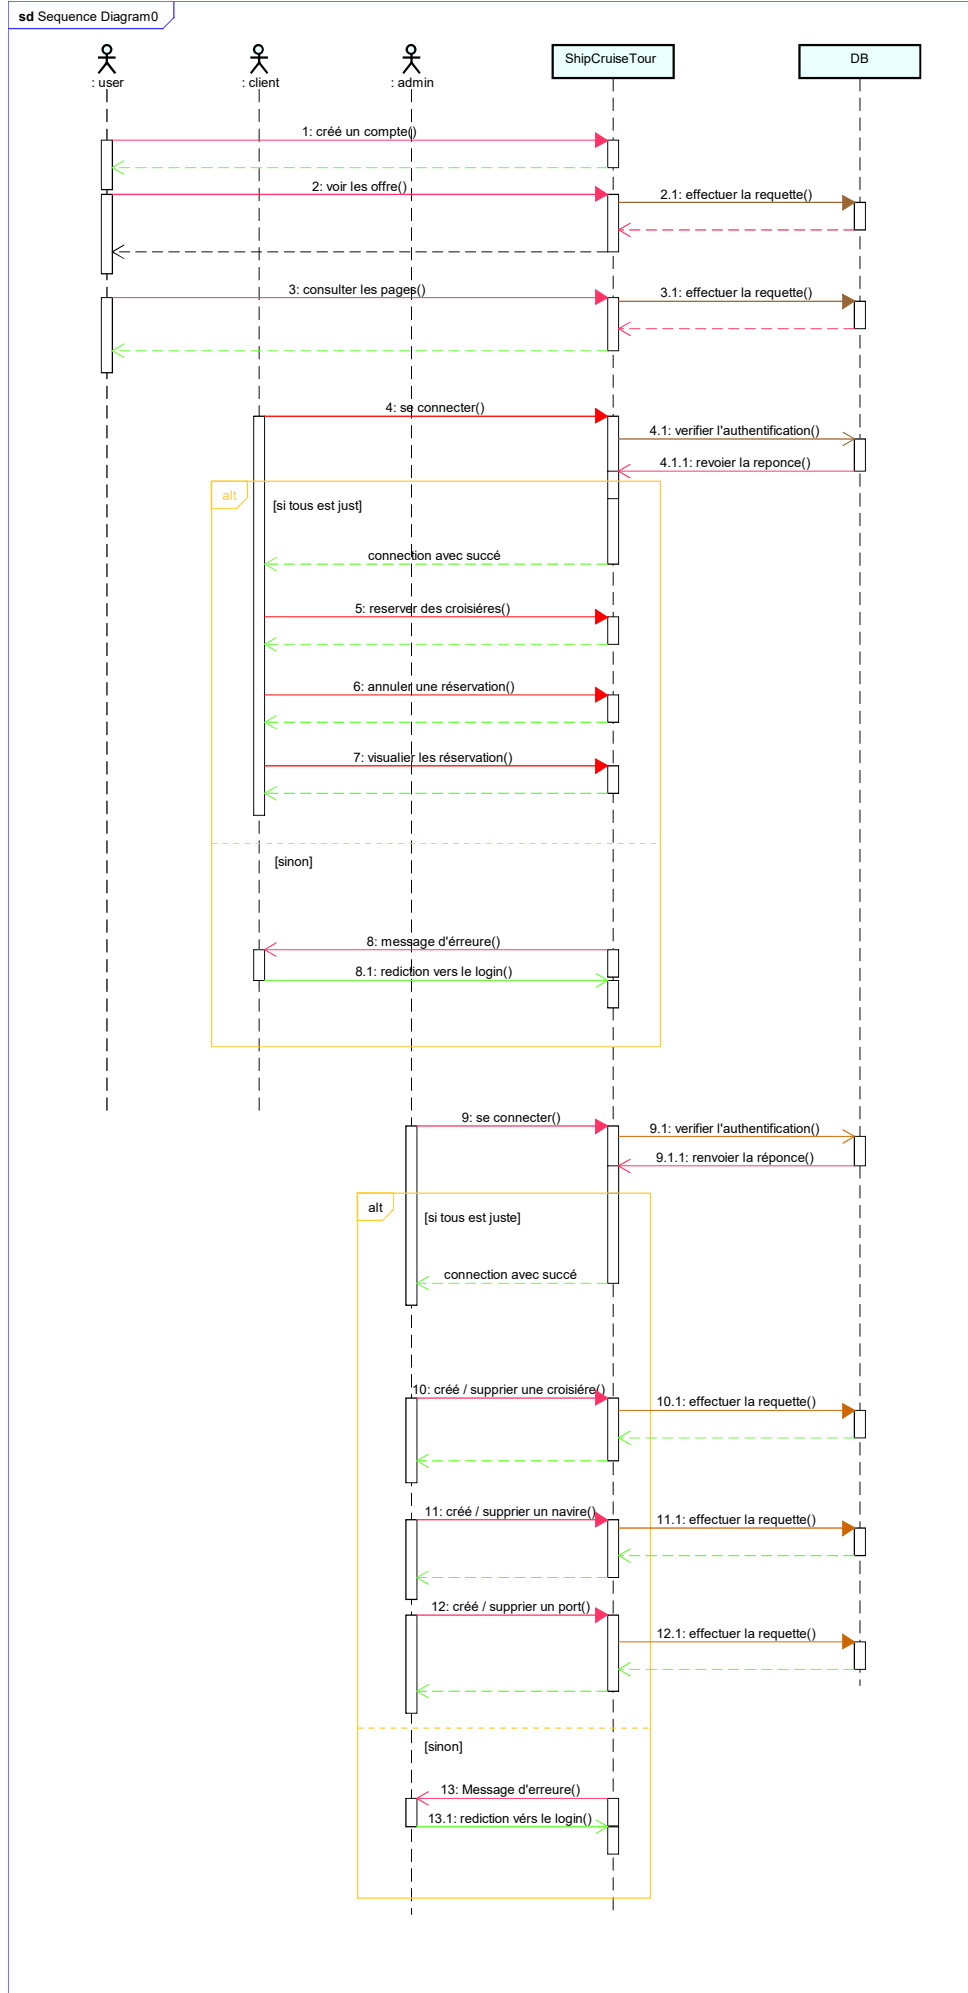 sd Sequence Diagram0
: user
: client
: admin
ShipCruiseTour
DB
1: créé un compte()
2: voir les offre()
2.1: effectuer la requette()
3: consulter les pages()
3.1: effectuer la requette()
4: se connecter()
4.1: verifier l'authentification()
4.1.1: revoier la reponce()
alt
[si tous est just]
connection avec succé
5: reserver des croisiéres()
6: annuler une réservation()
7: visualier les réservation()
[sinon]
8: message d'érreure()
8.1: rediction vers le login()
9: se connecter()
9.1: verifier l'authentification()
9.1.1: renvoier la réponce()
alt
[si tous est juste]
connection avec succé
10: créé / supprier une croisiére()
10.1: effectuer la requette()
11: créé / supprier un navire()
11.1: effectuer la requette()
12: créé / supprier un port()
12.1: effectuer la requette()
[sinon]
13: Message d'erreure()
13.1: rediction vérs le login()